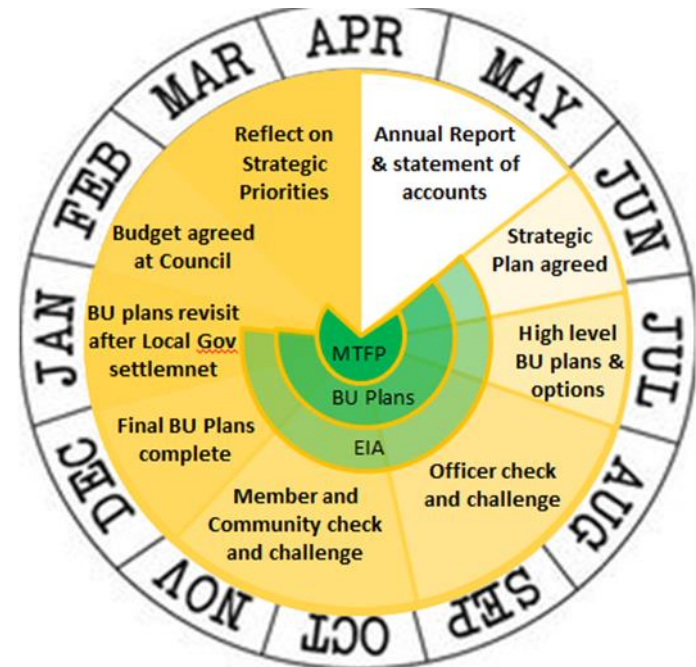 APR
MAY
JUN
JUL
AUG
SEP
OCT
NOV
DEC
JAN
FEB
MAR
Annual Report
& statement of
accounts
Strategic
Plan agreed
High level
BU plans &
options
Officer check
and challenge
Member and
Community check
and challenge
Final BU Plans
complete
BU plans revisit
after Local Gov
settlemnet
Budget agreed
at Council
Reflect on
Strategic
Priorities
MTFP
BU Plans
EIA